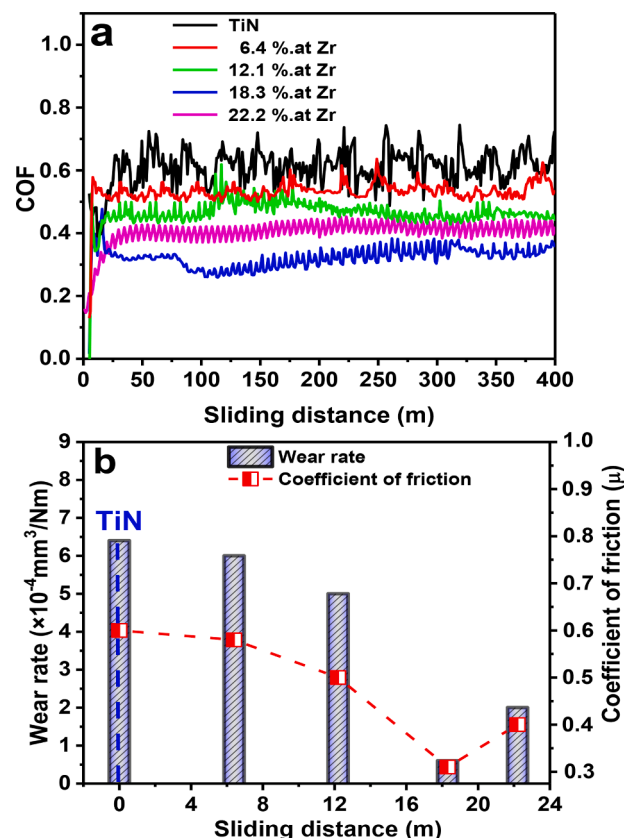 a
TiN
6.4 %.at Zr
12.1 %.at Zr
18.3 %.at Zr
22.2 %.at Zr
COF
1.0
0.8
0.6
0.4
0.2
0.0
0 50 100 150 200 250 300 350 400
Sliding distance (m)
b
Wear rate
Coefficient of friction
TiN
Wear rate (×10⁻⁴mm³/Nm)
9
8
7
6
5
4
3
2
1
0
Coefficient of friction (μ)
1.0
0.9
0.8
0.7
0.6
0.5
0.4
0.3
0 4 8 12 16 20 24
Sliding distance (m)